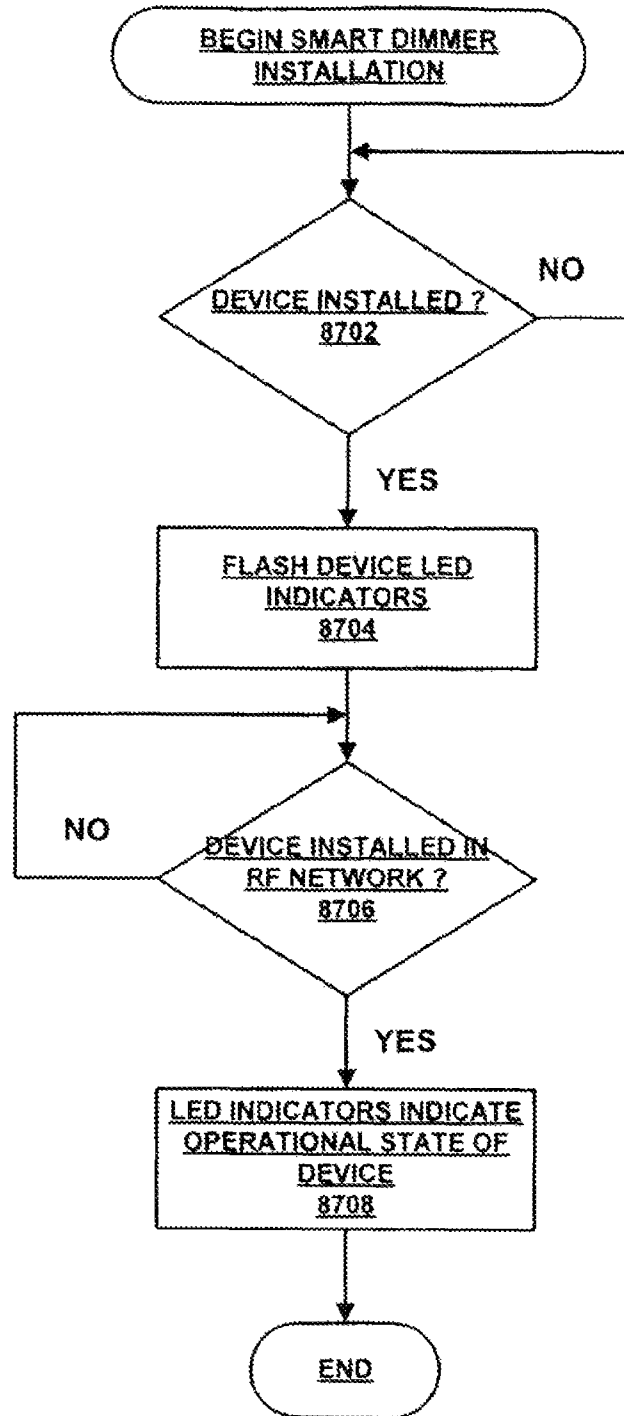 BEGIN SMART DIMMER
INSTALLATION
NO
DEVICE INSTALLED ?
8702
YES
FLASH DEVICE LED
INDICATORS
8704
NO
DEVICE INSTALLED IN
RF NETWORK ?
8706
YES
LED INDICATORS INDICATE
OPERATIONAL STATE OF
DEVICE
8708
END